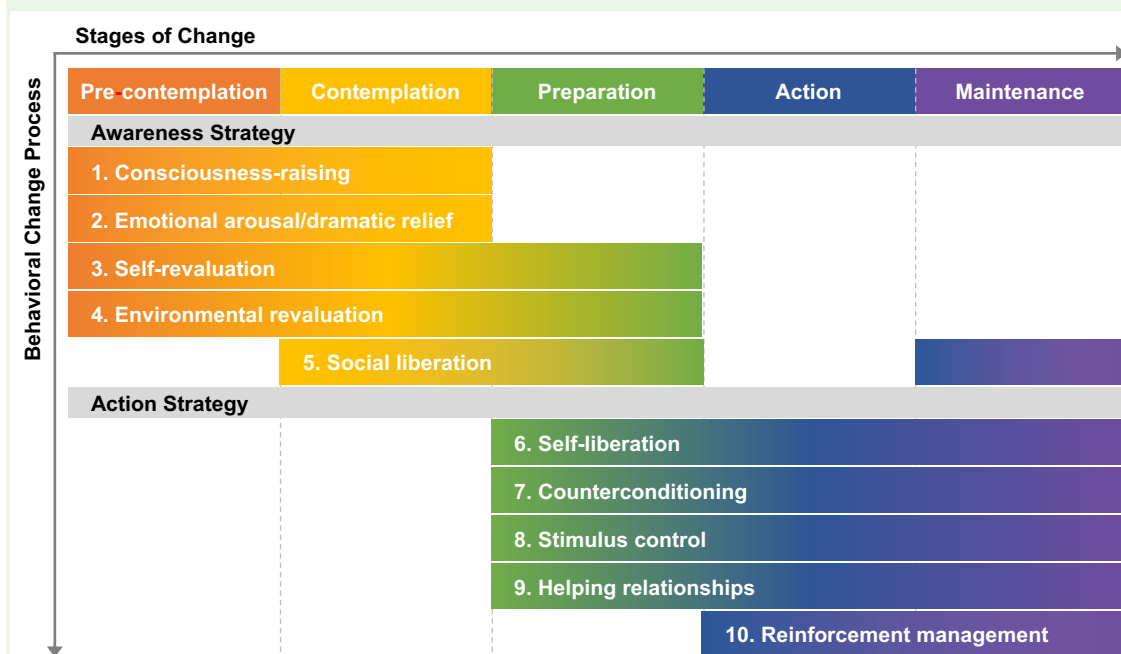 Stages of Change
Behavioral Change Process
Pre-contemplation
Contemplation
Preparation
Action
Maintenance
Awareness Strategy
1. Consciousness-raising
2. Emotional arousal/dramatic relief
3. Self-revaluation
4. Environmental revaluation
5. Social liberation
Action Strategy
6. Self-liberation
7. Counterconditioning
8. Stimulus control
9. Helping relationships
10. Reinforcement management